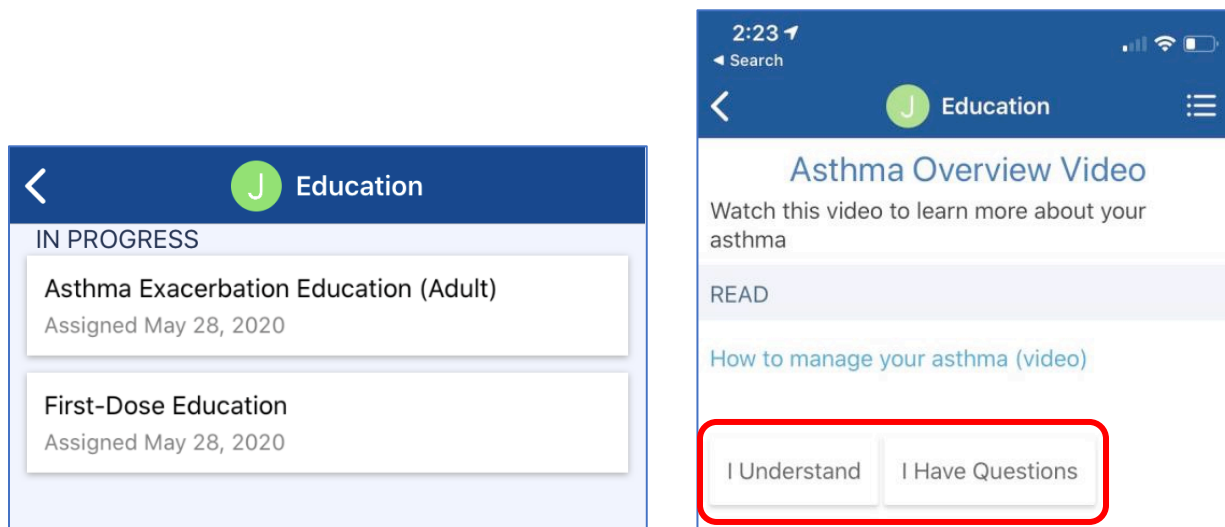 J Education
IN PROGRESS
Asthma Exacerbation Education (Adult)
Assigned May 28, 2020
First-Dose Education
Assigned May 28, 2020
2:23
Search
J Education
Asthma Overview Video
Watch this video to learn more about your
asthma
READ
How to manage your asthma (video)
I Understand I Have Questions